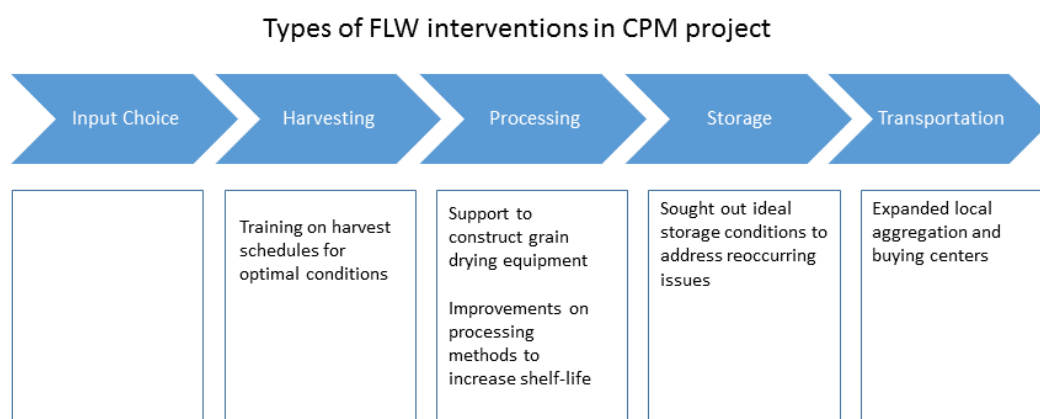 Types of FLW interventions in CPM project
Input Choice
Harvesting
Processing
Storage
Transportation
Training on harvest
schedules for
optimal conditions
Support to
construct grain
drying equipment
Improvements on
processing
methods to
increase shelf-life
Sought out ideal
storage conditions to
address reoccurring
issues
Expanded local
aggregation and
buying centers